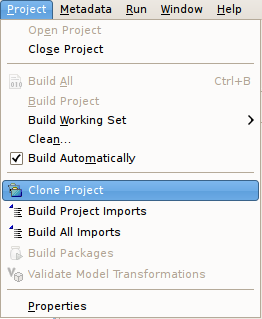 Project Metadata Run Window Help
Open Project
Close Project
Build All Ctrl+B
Build Project
Build Working Set
Clean...
Build Automatically
Clone Project
Build Project Imports
Build All Imports
Build Packages
Validate Model Transformations
Properties